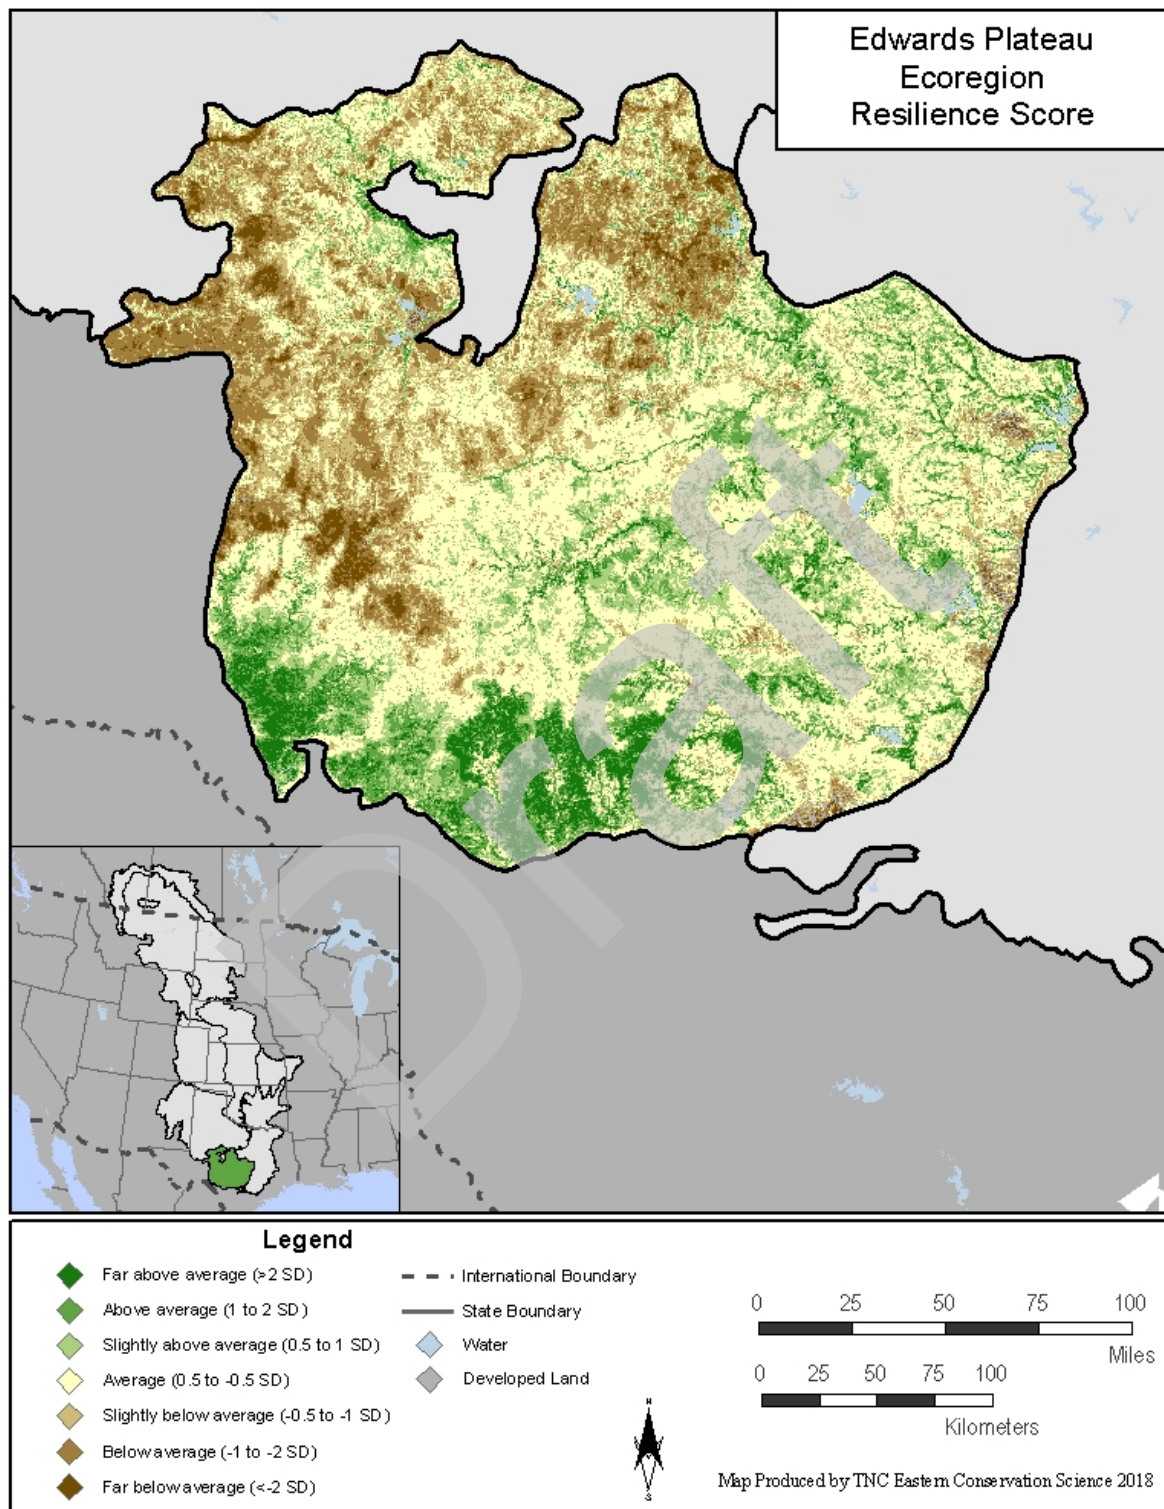 Edwards Plateau
Ecoregion
Resilience Score
Draft
Legend
Far above average (>2 SD)
Above average (1 to 2 SD)
Slightly above average (0.5 to 1 SD)
Average (0.5 to -0.5 SD)
Slightly below average (-0.5 to -1 SD)
Below average (-1 to -2 SD)
Far below average (<-2 SD)
International Boundary
State Boundary
Water
Developed Land
0 25 50 75 100
Miles
0 25 50 75 100
Kilometers
N
S
Map Produced by TNC Eastern Conservation Science 2018